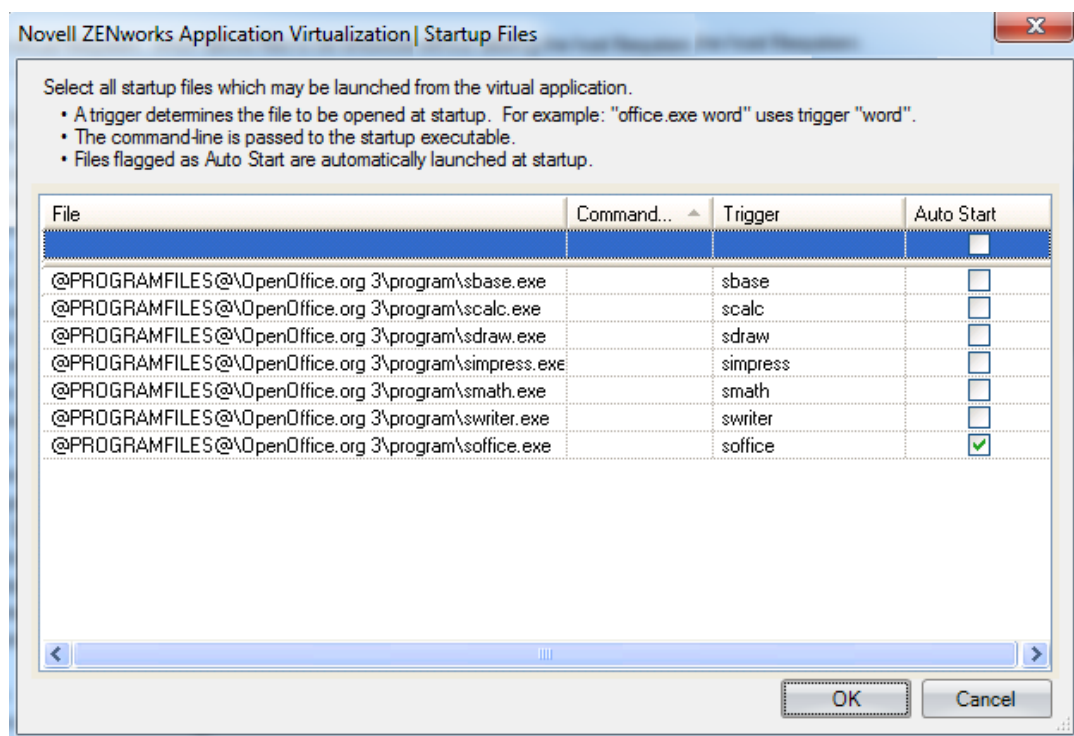 Novell ZENworks Application Virtualization | Startup Files
Select all startup files which may be launched from the virtual application.
• A trigger determines the file to be opened at startup. For example: "office.exe word" uses trigger "word".
• The command-line is passed to the startup executable.
• Files flagged as Auto Start are automatically launched at startup.
File Command... Trigger Auto Start
@PROGRAMFILES@\OpenOffice.org 3\program\sbase.exe sbase
@PROGRAMFILES@\OpenOffice.org 3\program\scalc.exe scalc
@PROGRAMFILES@\OpenOffice.org 3\program\sdraw.exe sdraw
@PROGRAMFILES@\OpenOffice.org 3\program\simpress.exe simpress
@PROGRAMFILES@\OpenOffice.org 3\program\smath.exe smath
@PROGRAMFILES@\OpenOffice.org 3\program\swriter.exe swriter
@PROGRAMFILES@\OpenOffice.org 3\program\soffice.exe soffice
OK Cancel